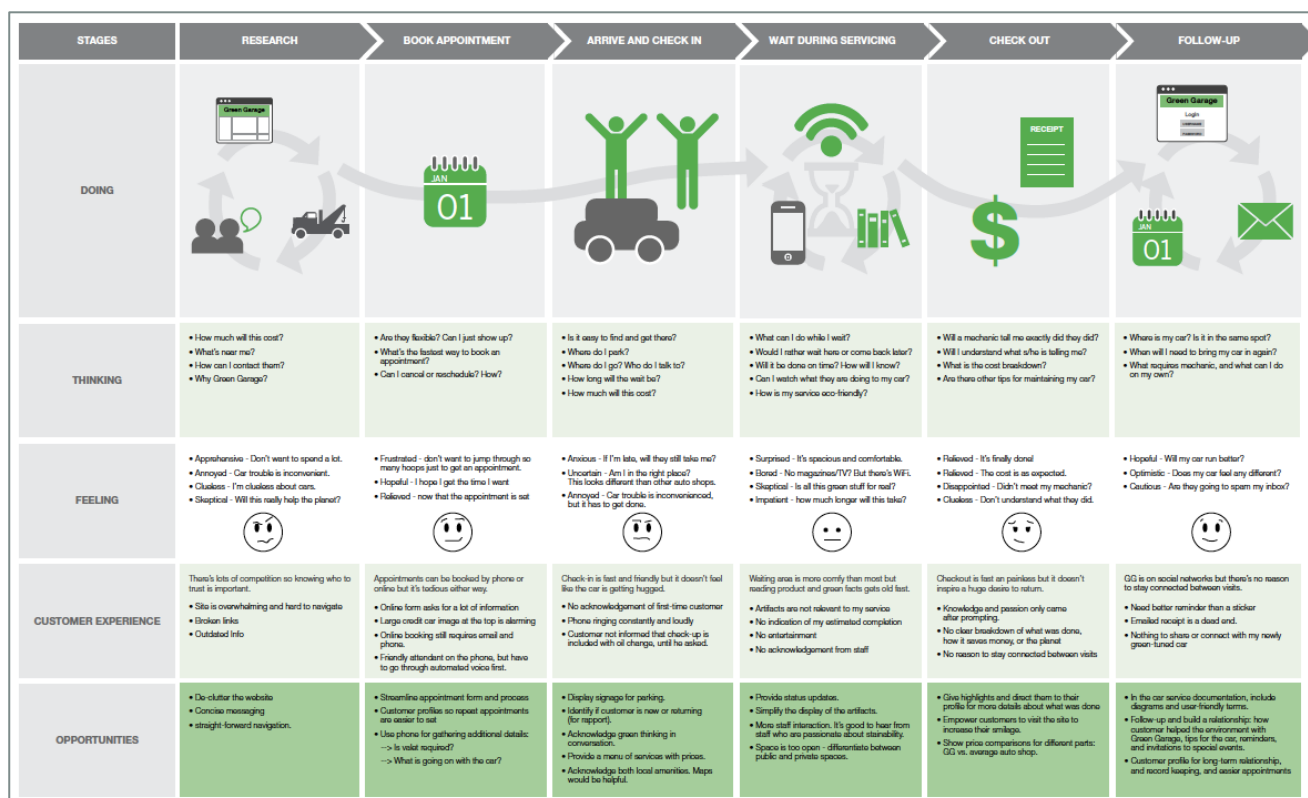 STAGES
RESEARCH
BOOK APPOINTMENT
ARRIVE AND CHECK IN
WAIT DURING SERVICING
CHECK OUT
FOLLOW-UP
DOING
Green Garage
JAN
01
RECEIPT
$
Green Garage
Login
JAN
01
THINKING
• How much will this cost?
• What's near me?
• How can I contact them?
• Why Green Garage?
• Are they flexible? Can I just show up?
• What's the fastest way to book an
appointment?
• Can I cancel or reschedule? How?
• Is it easy to find and get there?
• Where do I park?
• Where do I go? Who do I talk to?
• How long will the wait be?
• How much will this cost?
• What can I do while I wait?
• Would I rather wait here or come back later?
• Will it be done on time? How will I know?
• Can I watch what they are doing to my car?
• How is my service eco-friendly?
• Will a mechanic tell me exactly did they did?
• Will I understand what s/he is telling me?
• What is the cost breakdown?
• Are there other tips for maintaining my car?
• Where is my car? Is it in the same spot?
• When will I need to bring my car in again?
• What requires mechanic, and what can I do
on my own?
FEELING
• Apprehensive - Don't want to spend a lot.
• Annoyed - Car trouble is inconvenient.
• Clueless - I'm clueless about cars.
• Skeptical - Will this really help the planet?
• Frustrated - don't want to jump through so
many hoops just to get an appointment.
• Hopeful - I hope I get the time I want
• Relieved - now that the appointment is set
• Anxious - If I'm late, will they still take me?
• Uncertain - Am I in the right place?
This looks different than other auto shops.
• Annoyed - Car trouble is inconvenienced,
but it has to get done.
• Surprised - It's spacious and comfortable.
• Bored - No magazines/TV? But there's WiFi.
• Skeptical - Is all this green stuff for real?
• Impatient - how much longer will this take?
• Relieved - It's finally done!
• Relieved - The cost is as expected.
• Disappointed - Didn't meet my mechanic?
• Clueless - Don't understand what they did.
• Hopeful - Will my car run better?
• Optimistic - Does my car feel any different?
• Cautious - Are they going to spam my inbox?
CUSTOMER EXPERIENCE
There's lots of competition so knowing who to
trust is important.
• Site is overwhelming and hard to navigate
• Broken links
• Outdated Info
Appointments can be booked by phone or
online but it's tedious either way.
• Online form asks for a lot of information
• Large credit car image at the top is alarming
• Online booking still requires email and
phone.
• Friendly attendant on the phone, but have
to go through automated voice first.
Check-in is fast and friendly but it doesn't feel
like the car is getting hugged.
• No acknowledgement of first-time customer
• Phone ringing constantly and loudly
• Customer not informed that check-up is
included with oil change, until he asked.
Waiting area is more comfy than most but
reading product and green facts gets old fast.
• Artifacts are not relevant to my service
• No indication of my estimated completion
• No entertainment
• No acknowledgement from staff
Checkout is fast an painless but it doesn't
inspire a huge desire to return.
• Knowledge and passion only came
after prompting.
• No clear breakdown of what was done,
how it saves money, or the planet
• No reason to stay connected between visits
GG is on social networks but there's no reason
to stay connected between visits.
• Need better reminder than a sticker
• Emailed receipt is a dead end.
• Nothing to share or connect with my newly
green-tuned car
OPPORTUNITIES
• De-clutter the website
• Concise messaging
• straight-forward navigation.
• Streamline appointment form and process
• Customer profiles so repeat appointments
are easier to set
• Use phone for gathering additional details:
--> Is valet required?
--> What is going on with the car?
• Display signage for parking.
• Identify if customer is new or returning
(for rapport).
• Acknowledge green thinking in
conversation.
• Provide a menu of services with prices.
• Acknowledge both local amenities. Maps
would be helpful.
• Provide status updates.
• Simplify the display of the artifacts.
• More staff interaction. It's good to hear from
staff who are passionate about stainability.
• Space is too open - differentiate between
public and private spaces.
• Give highlights and direct them to their
profile for more details about what was done
• Empower customers to visit the site to
increase their smilage.
• Show price comparisons for different parts:
GG vs. average auto shop.
• In the car service documentation, include
diagrams and user-friendly terms.
• Follow-up and build a relationship: how
customer helped the environment with
Green Garage, tips for the car, reminders,
and invitations to special events.
• Customer profile for long-term relationship,
and record keeping, and easier appointments